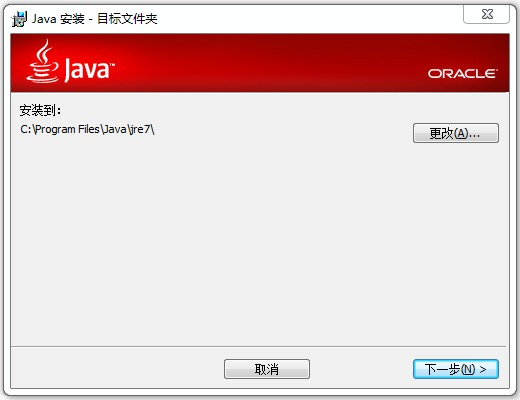 Java 安装 - 目标文件夹
Java™
ORACLE
安装到：
C:\Program Files\Java\jre7\
更改(A)...
取消
下一步(N) >